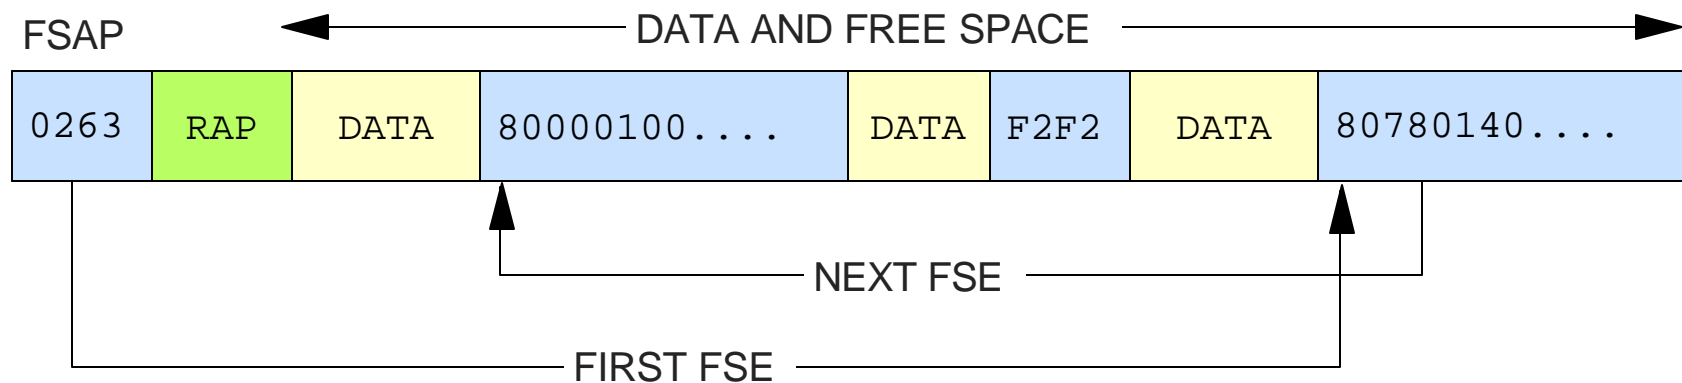 FSAP
DATA AND FREE SPACE
0263 RAP DATA 80000100.... DATA F2F2 DATA 80780140....
NEXT FSE
FIRST FSE